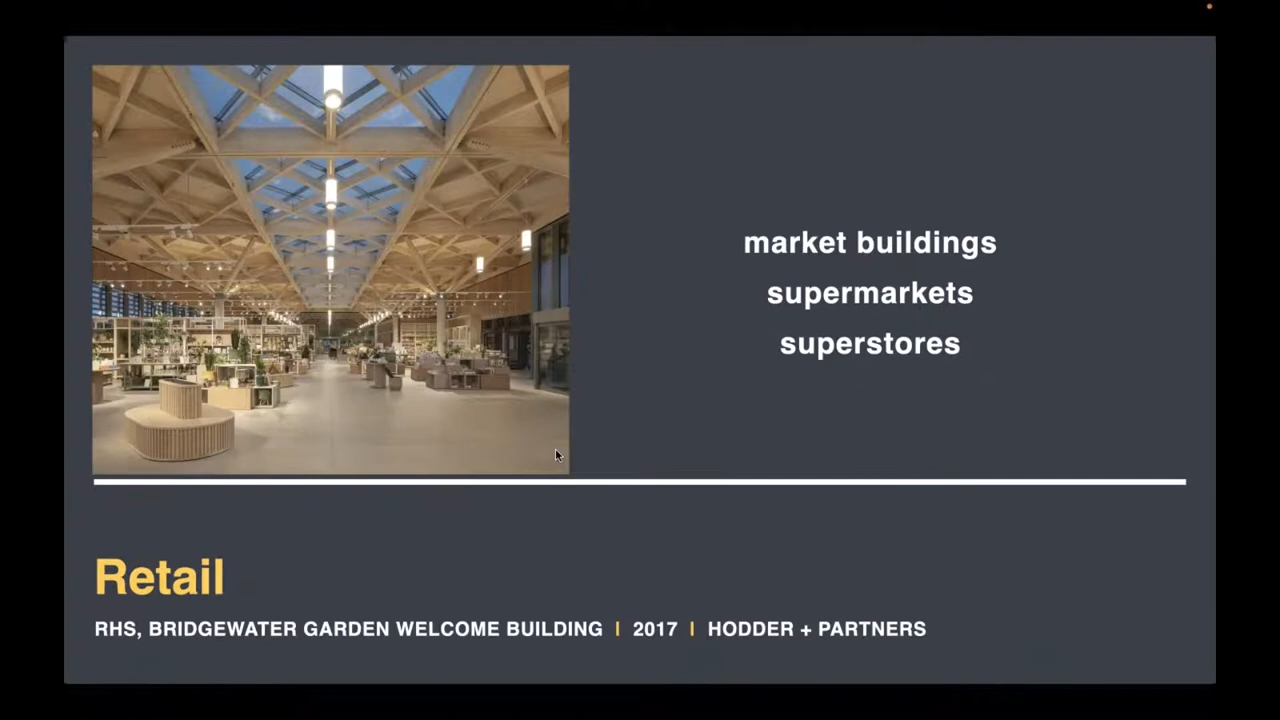 market buildings
supermarkets
superstores
Retail
RHS, BRIDGEWATER GARDEN WELCOME BUILDING I 2017 I HODDER + PARTNERS